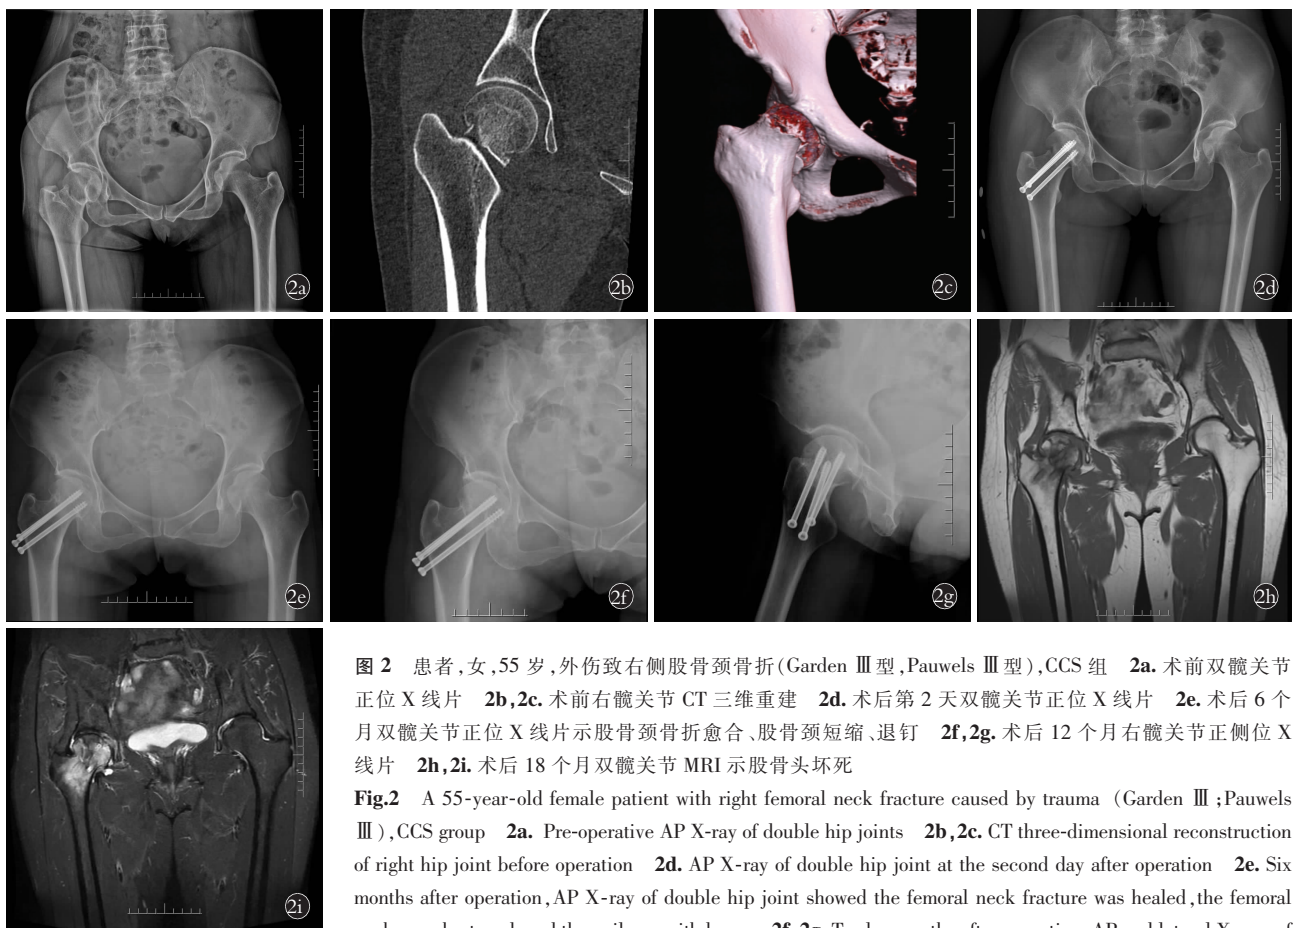 2a
2b
2c
2d
2e
2f
2g
2h
2i
图 2 患者,女,55 岁,外伤致右侧股骨颈骨折(Garden Ⅲ型,Pauwels Ⅲ型),CCS 组 2a. 术前双髋关节
正位 X 线片 2b,2c. 术前右髋关节 CT 三维重建 2d. 术后第 2 天双髋关节正位 X 线片 2e. 术后 6 个
月双髋关节正位 X 线片示股骨颈骨折愈合、股骨颈短缩、退钉 2f,2g. 术后 12 个月右髋关节正侧位 X
线片 2h,2i. 术后 18 个月双髋关节 MRI 示股骨头坏死
Fig.2 A 55-year-old female patient with right femoral neck fracture caused by trauma (Garden Ⅲ;Pauwels
Ⅲ),CCS group 2a. Pre-operative AP X-ray of double hip joints 2b,2c. CT three-dimensional reconstruction
of right hip joint before operation 2d. AP X-ray of double hip joint at the second day after operation 2e. Six
months after operation,AP X-ray of double hip joint showed the femoral neck fracture was healed,the femoral